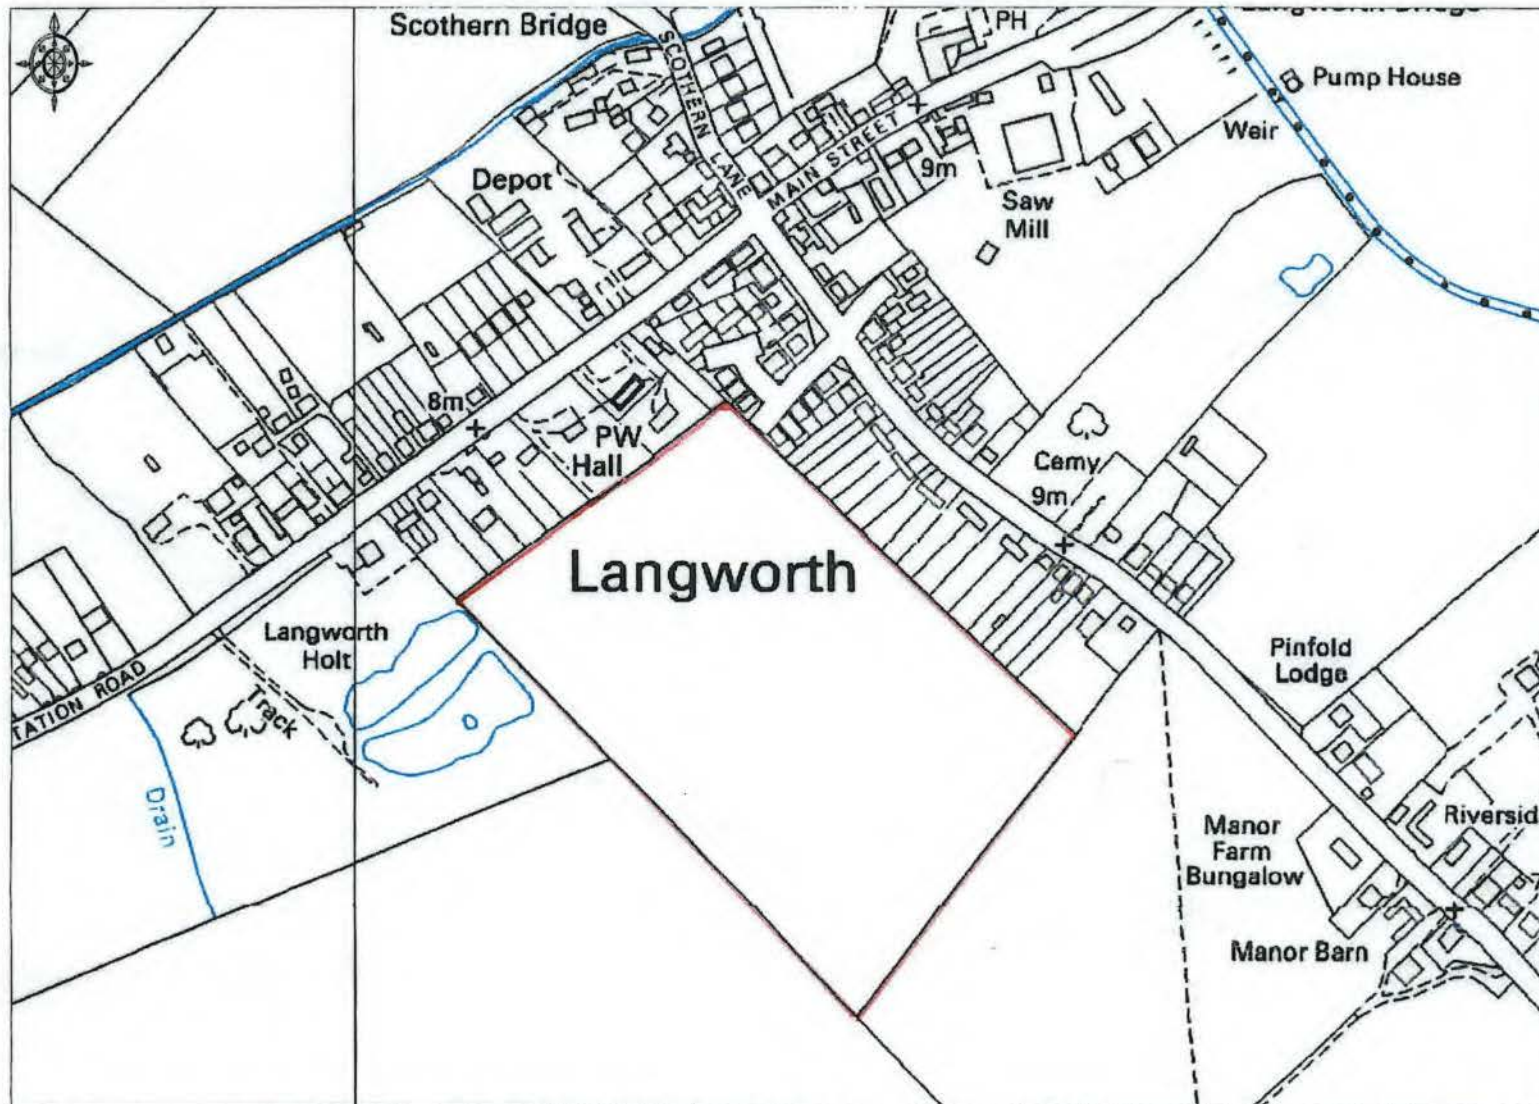 Scothern Bridge
PH
Pump House
SCOTHERN LANE
MAIN STREET
Weir
9m
Depot
Saw
Mill
8m
PW
Hall
Cemy
9m
Langworth
Langworth
Holt
Pinfold
Lodge
TATION ROAD
Track
Drain
Manor
Farm
Bungalow
Riversid
Manor Barn